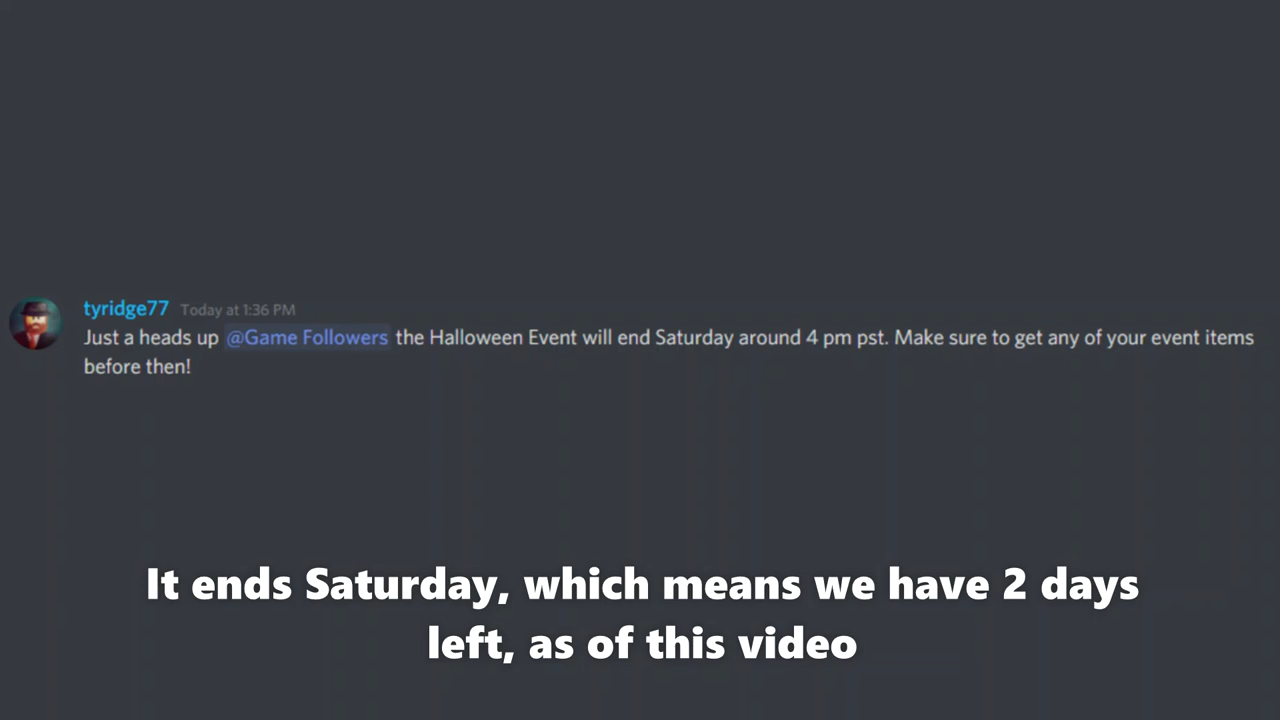 tyridge77 Today at 1:36 PM
Just a heads up @Game Followers the Halloween Event will end Saturday around 4 pm pst. Make sure to get any of your event items
before then!
It ends Saturday, which means we have 2 days
left, as of this video